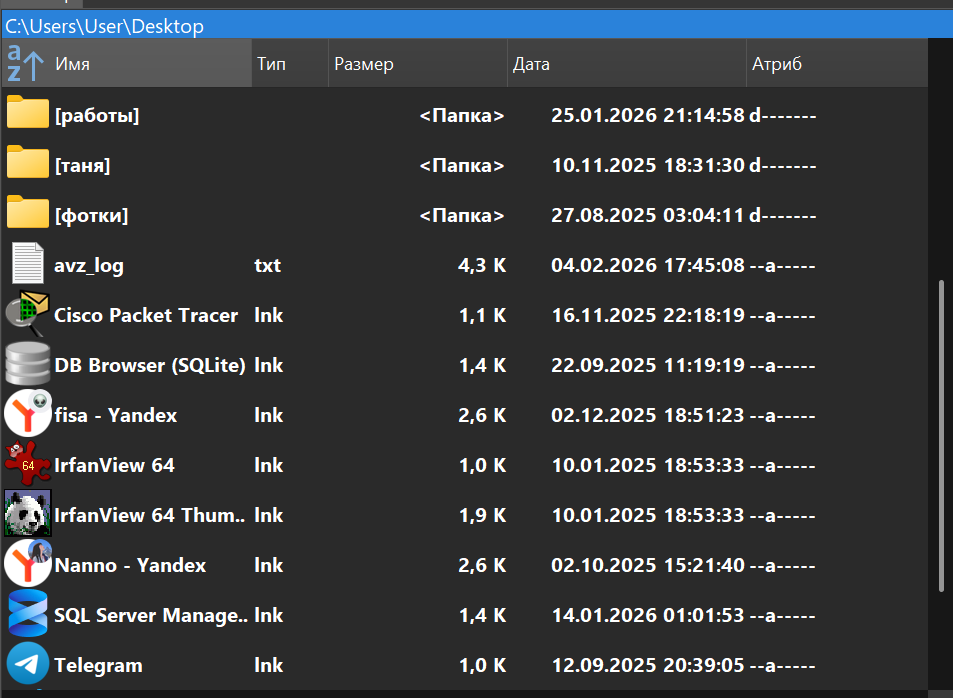 C:\Users\User\Desktop
Имя Тип Размер Дата Атриб
[работы] <Папка> 25.01.2026 21:14:58 d-------
[таня] <Папка> 10.11.2025 18:31:30 d-------
[фотки] <Папка> 27.08.2025 03:04:11 d-------
avz_log txt 4,3 K 04.02.2026 17:45:08 --a-----
Cisco Packet Tracer lnk 1,1 K 16.11.2025 22:18:19 --a-----
DB Browser (SQLite) lnk 1,4 K 22.09.2025 11:19:19 --a-----
fisa - Yandex lnk 2,6 K 02.12.2025 18:51:23 --a-----
IrfanView 64 lnk 1,0 K 10.01.2025 18:53:33 --a-----
IrfanView 64 Thum.. lnk 1,9 K 10.01.2025 18:53:33 --a-----
Nanno - Yandex lnk 2,6 K 02.10.2025 15:21:40 --a-----
SQL Server Manage.. lnk 1,4 K 14.01.2026 01:01:53 --a-----
Telegram lnk 1,0 K 12.09.2025 20:39:05 --a-----